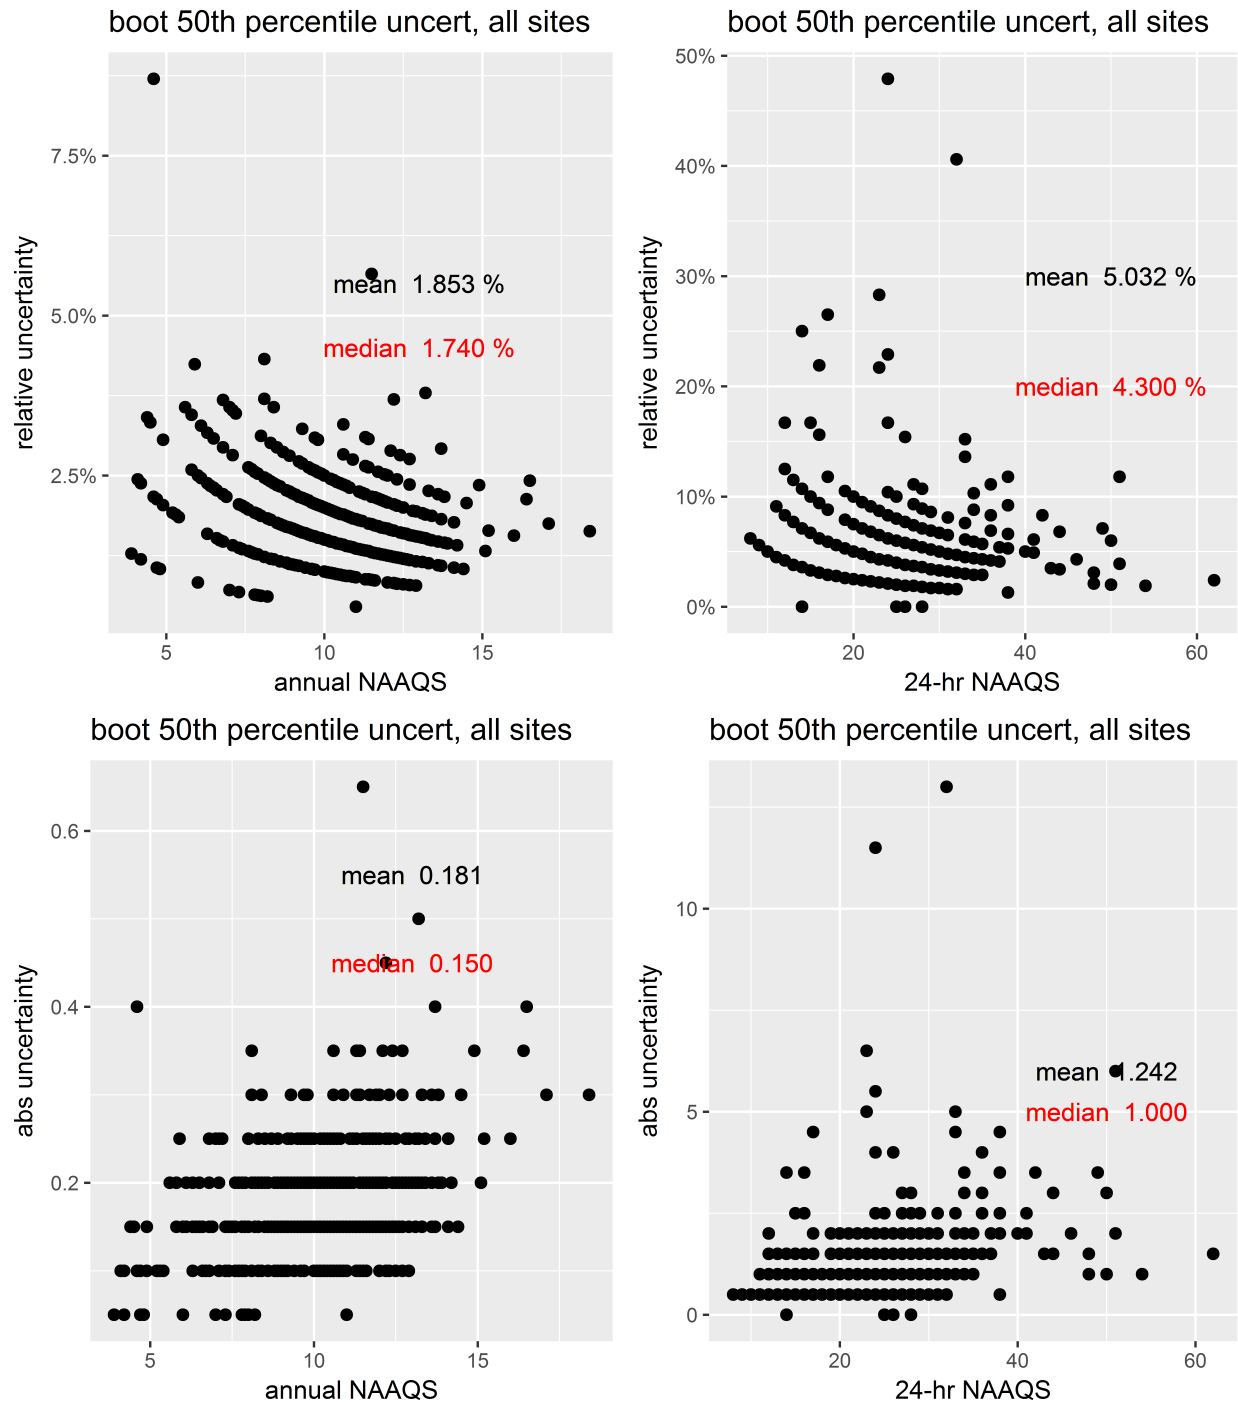 boot 50th percentile uncert, all sites
relative uncertainty
7.5%
5.0%
2.5%
mean 1.853 %
median 1.740 %
5 10 15
annual NAAQS
boot 50th percentile uncert, all sites
relative uncertainty
50%
40%
30%
20%
10%
0%
mean 5.032 %
median 4.300 %
20 40 60
24-hr NAAQS
boot 50th percentile uncert, all sites
abs uncertainty
0.6
0.4
0.2
mean 0.181
median 0.150
5 10 15
annual NAAQS
boot 50th percentile uncert, all sites
abs uncertainty
10
5
0
mean 1.242
median 1.000
20 40 60
24-hr NAAQS